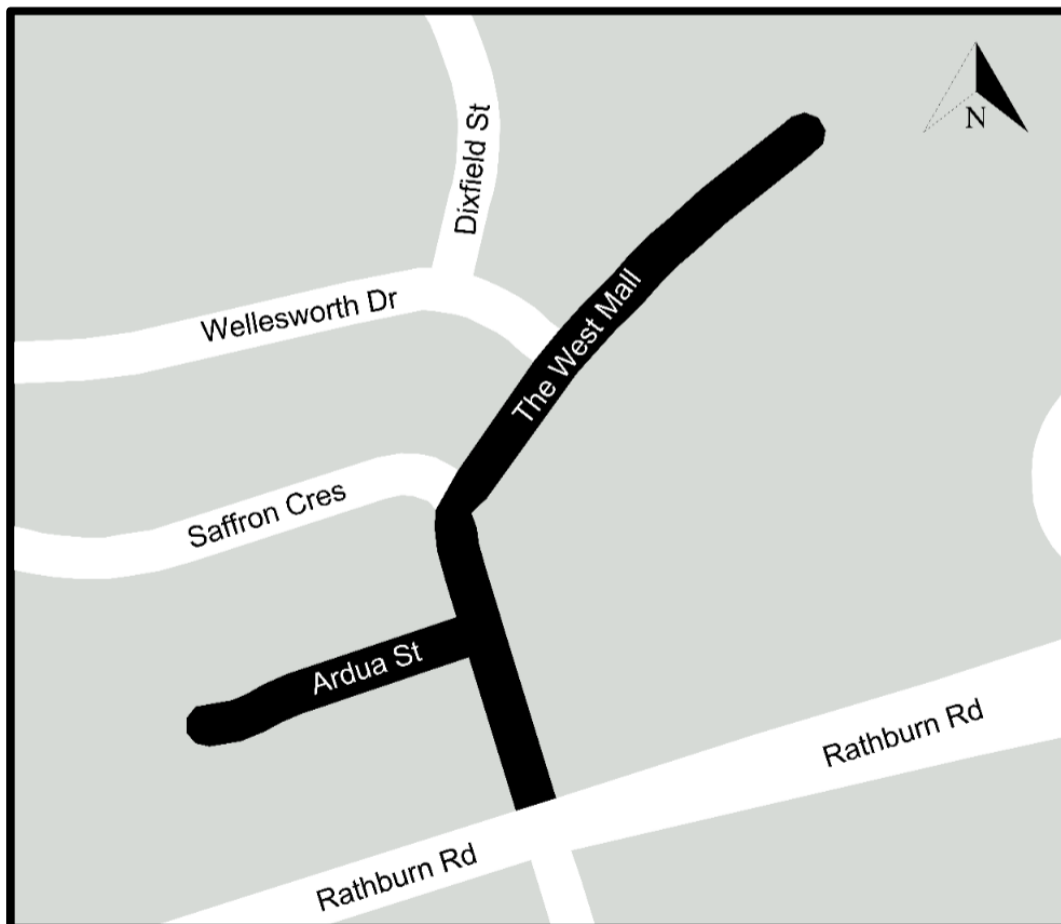 N
Dixfield St
Wellesworth Dr
The West Mall
Saffron Cres
Ardua St
Rathburn Rd
Rathburn Rd